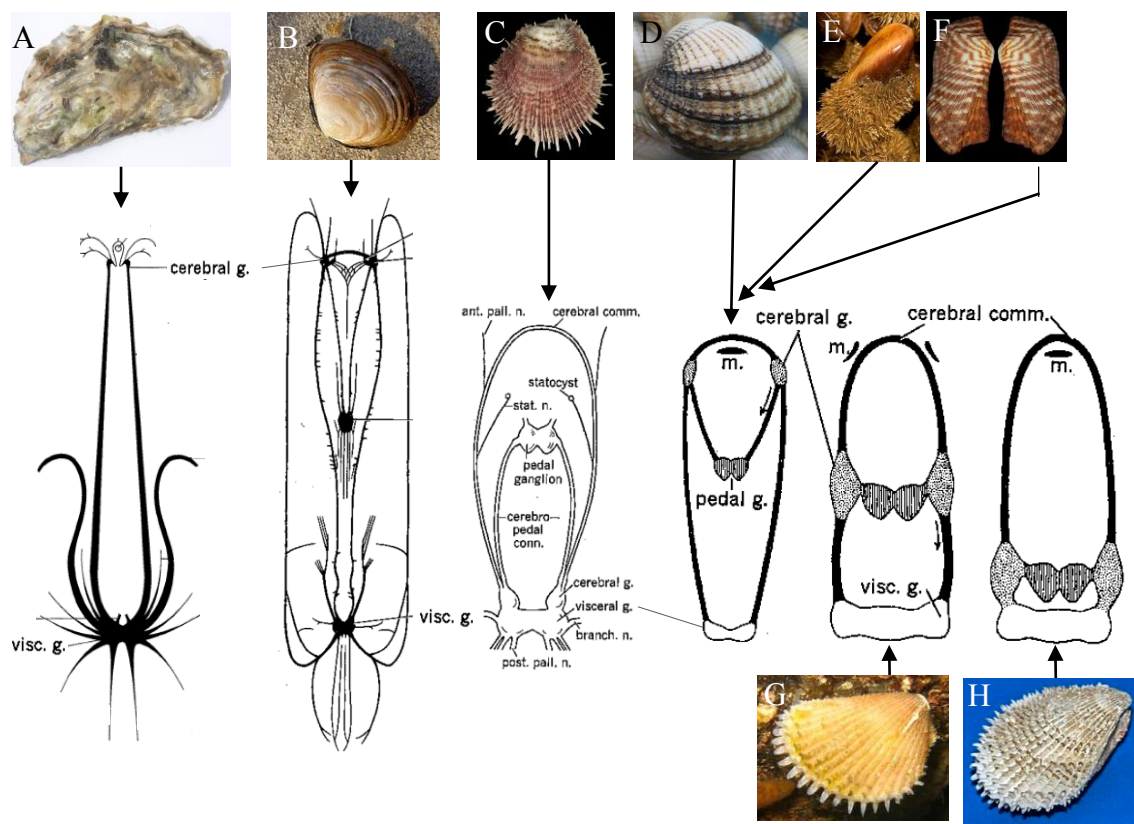 A
B
C
D
E
F
cerebral g.
visc. g.
visc. g.
ant. pall. n.
cerebral comm.
statocyst
stat. n.
pedal
ganglion
cerebro
pedal
conn.
cerebral g.
visceral g.
branch. n.
post. pall. n.
cerebral g.
m.
pedal g.
cerebral comm.
m.
visc. g.
m.
G
H